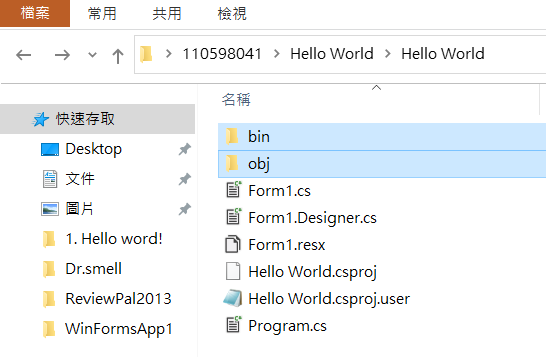 檔案 常用 共用 檢視
110598041 Hello World Hello World
名稱
快速存取
Desktop
文件
圖片
1. Hello word!
Dr.smell
ReviewPal2013
WinFormsApp1
bin
obj
Form1.cs
Form1.Designer.cs
Form1.resx
Hello World.csproj
Hello World.csproj.user
Program.cs